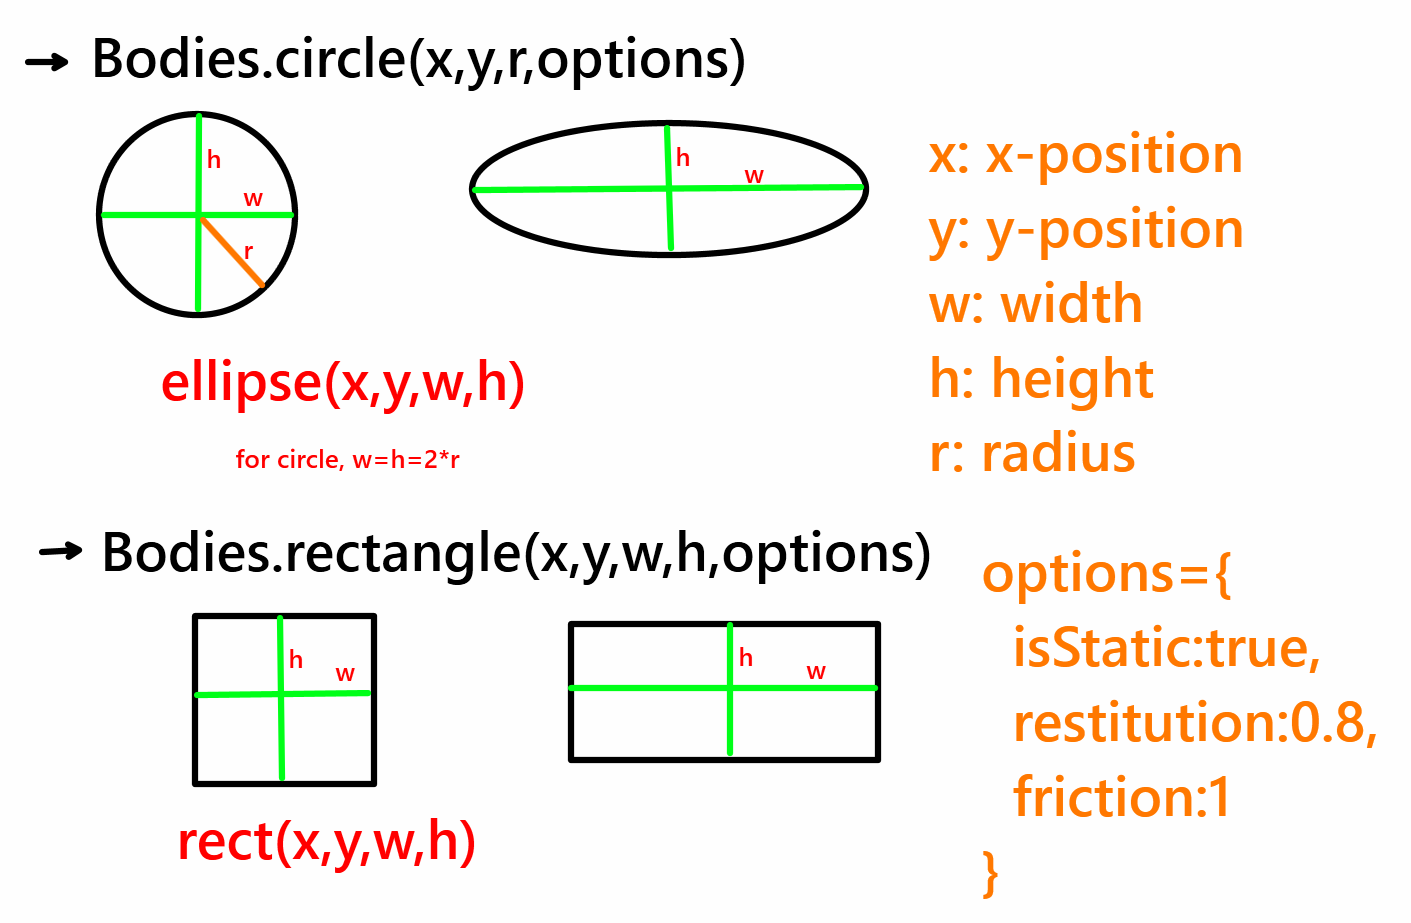 Bodies.circle(x,y,r,options)
h
w
r
h
w
ellipse(x,y,w,h)
for circle, w=h=2*r
x: x-position
y: y-position
w: width
h: height
r: radius
Bodies.rectangle(x,y,w,h,options)
h
w
h
w
rect(x,y,w,h)
options={
isStatic:true,
restitution:0.8,
friction:1
}